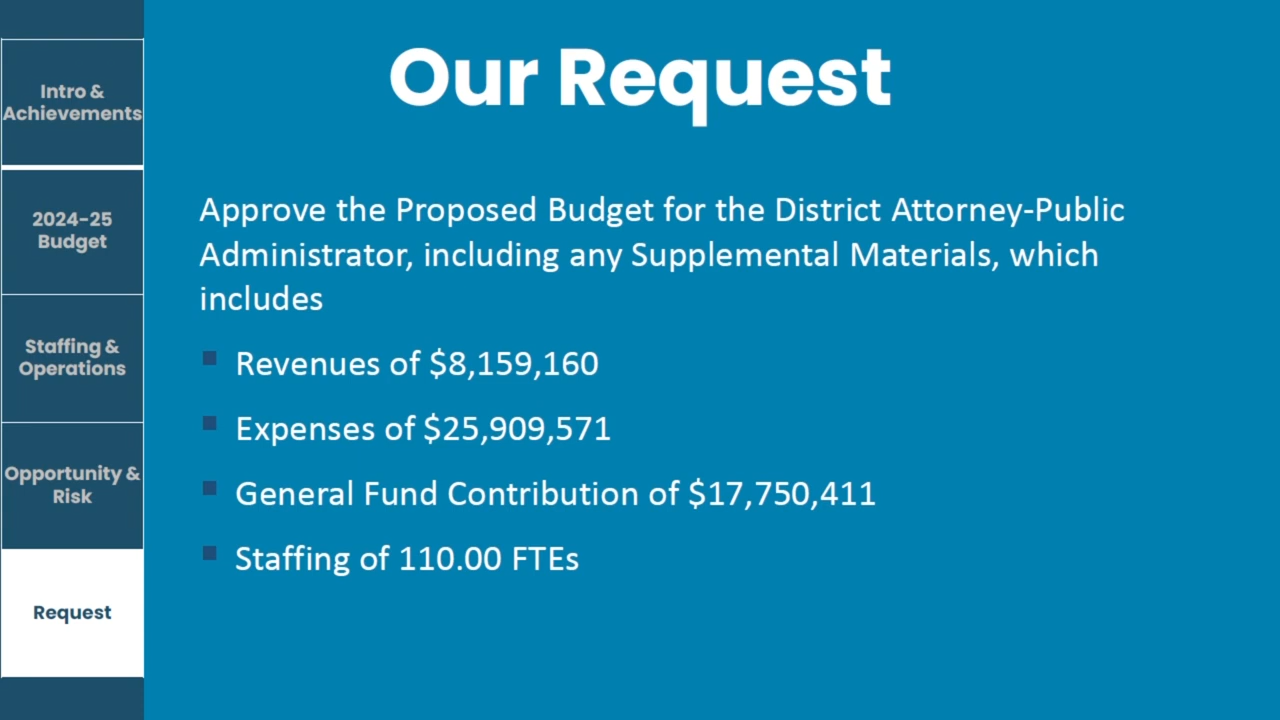 Intro &
Achievements
2024-25
Budget
Staffing &
Operations
Opportunity &
Risk
Request
Our Request
Approve the Proposed Budget for the District Attorney-Public
Administrator, including any Supplemental Materials, which
includes
Revenues of $8,159,160
Expenses of $25,909,571
General Fund Contribution of $17,750,411
Staffing of 110.00 FTEs